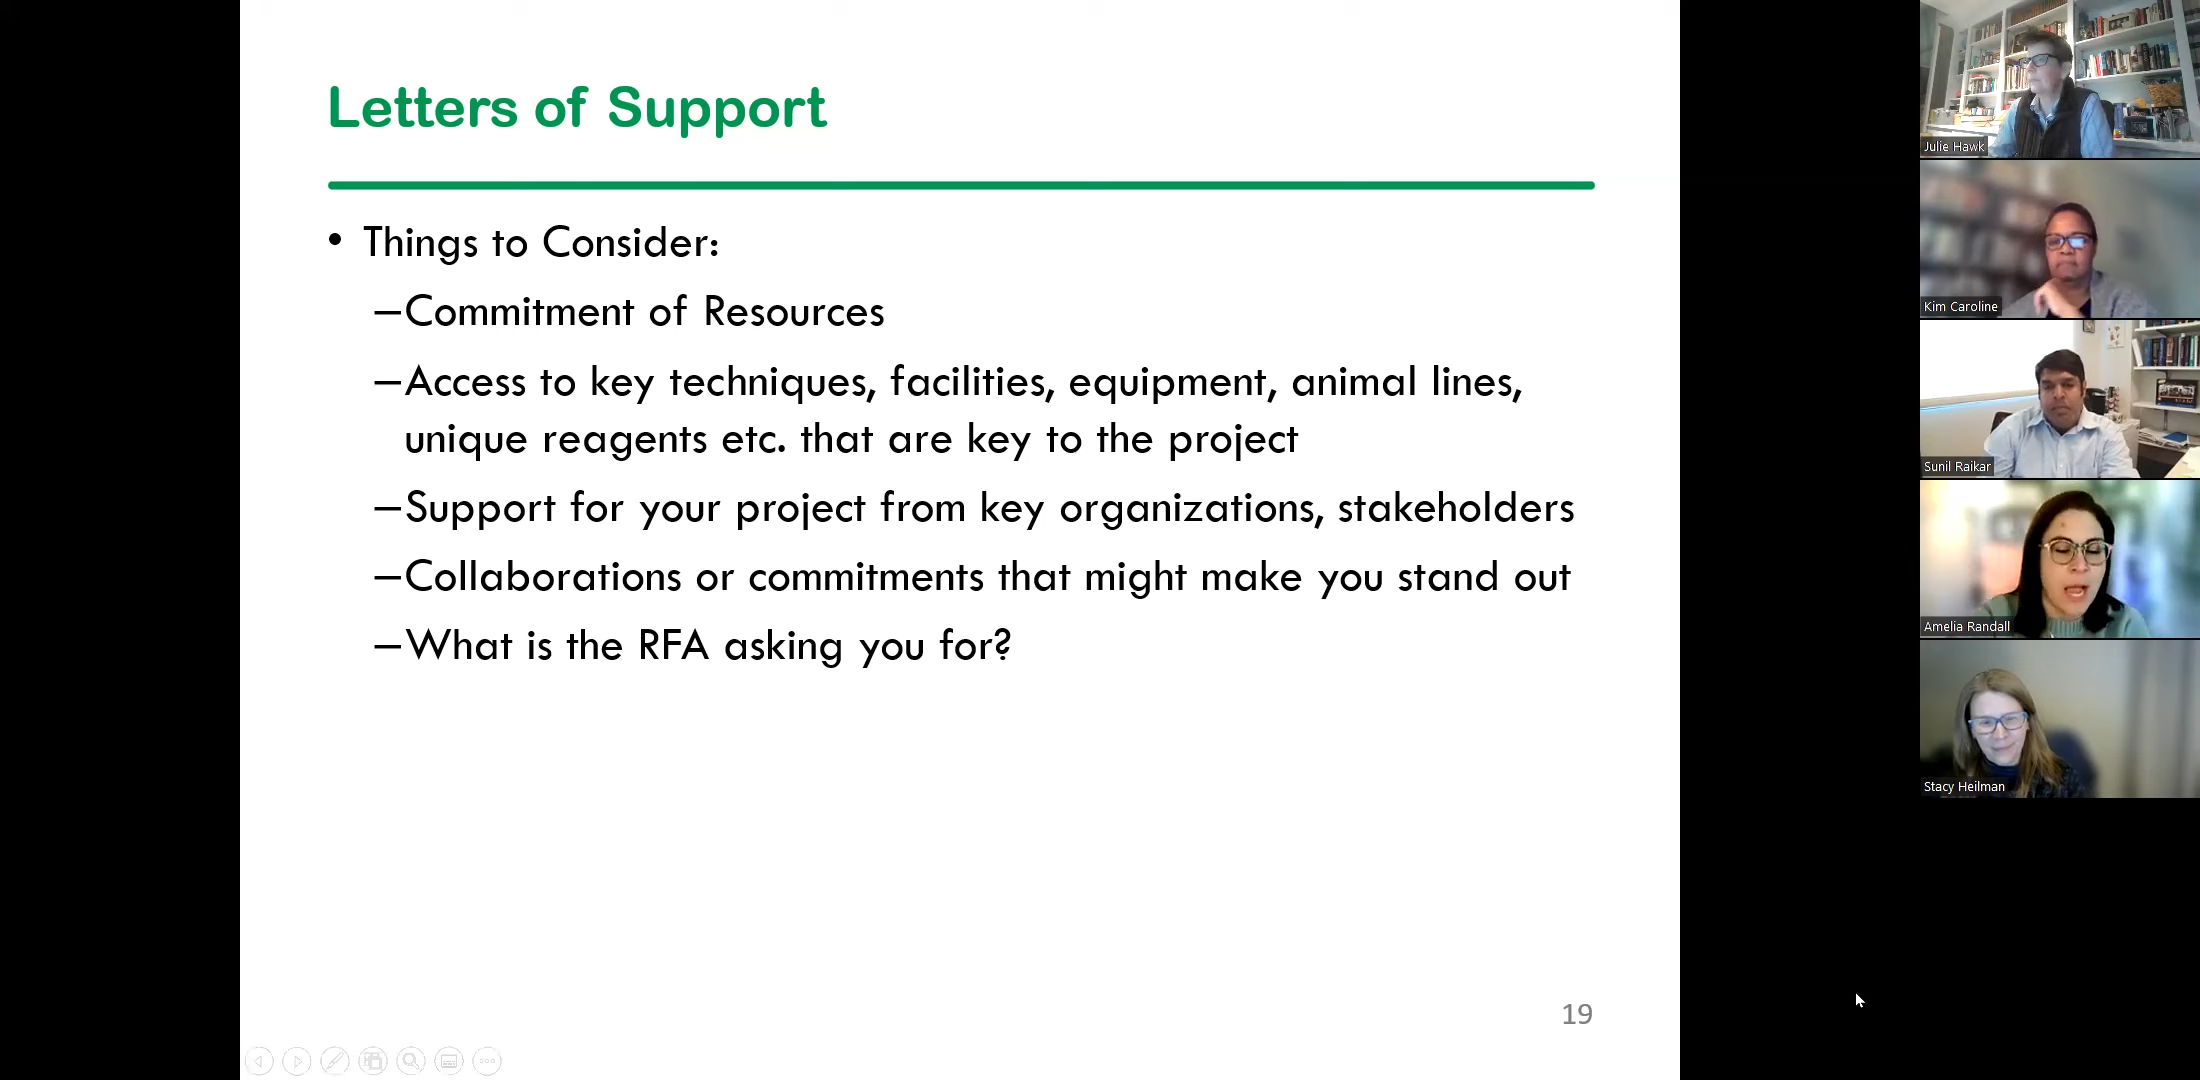 Letters of Support
• Things to Consider:
–Commitment of Resources
–Access to key techniques, facilities, equipment, animal lines,
unique reagents etc. that are key to the project
–Support for your project from key organizations, stakeholders
–Collaborations or commitments that might make you stand out
–What is the RFA asking you for?
19
Julie Hawk
Kim Caroline
Sunil Raikar
Amelia Randall
Stacy Heilman